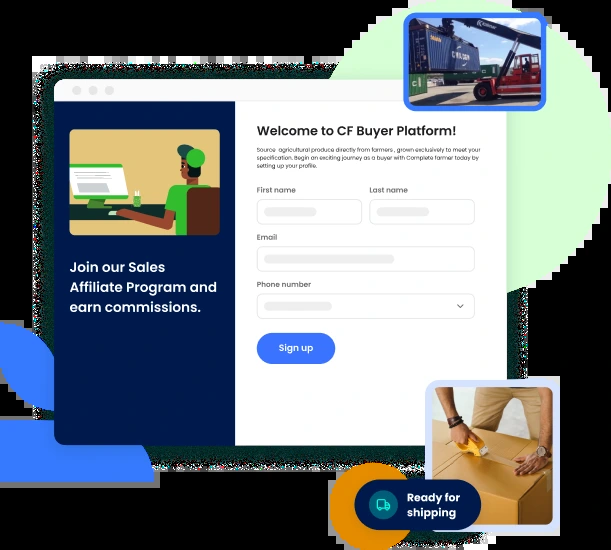 Welcome to CF Buyer Platform!
Source agricultural produce directly from farmers , grown exclusively to meet your
specification. Begin an exciting journey as a buyer with Complete farmer today by
setting up your profile.
First name
Last name
Email
Phone number
Sign up
Join our Sales
Affiliate Program and
earn commissions.
Ready for
shipping